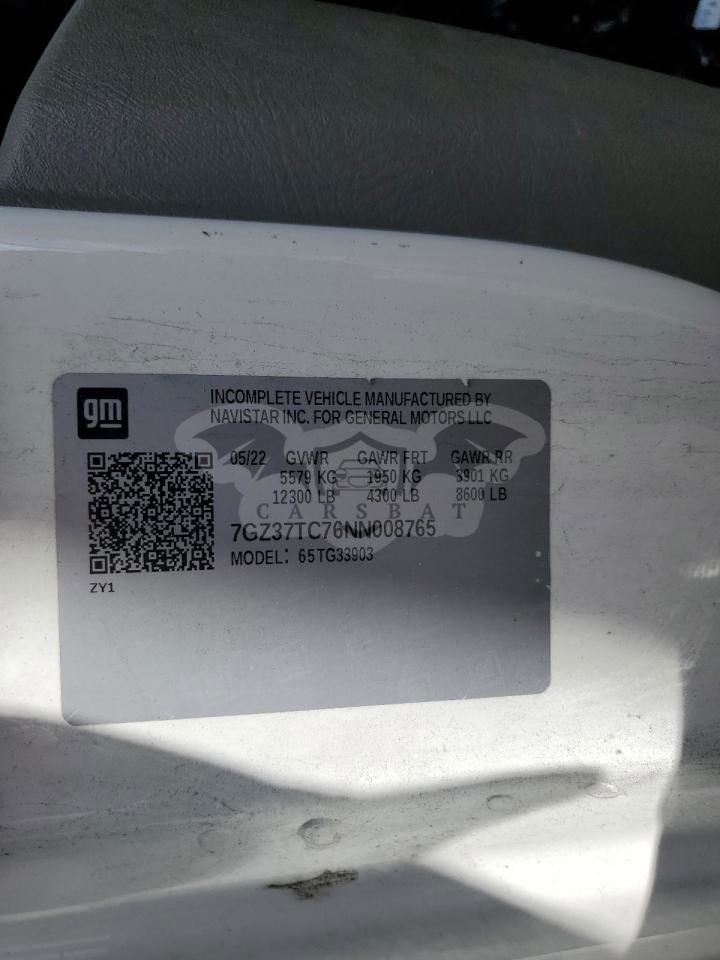 gm
INCOMPLETE VEHICLE MANUFACTURED BY
NAVISTAR INC. FOR GENERAL MOTORS LLC
05/22 GVWR GAWR FRT GAWR RR
5579 KG 1950 KG 3901 KG
12300 LB 4300 LB 8600 LB
CARSBAT
7GZ37TC76NN008765
MODEL: 65TG33903
ZY1